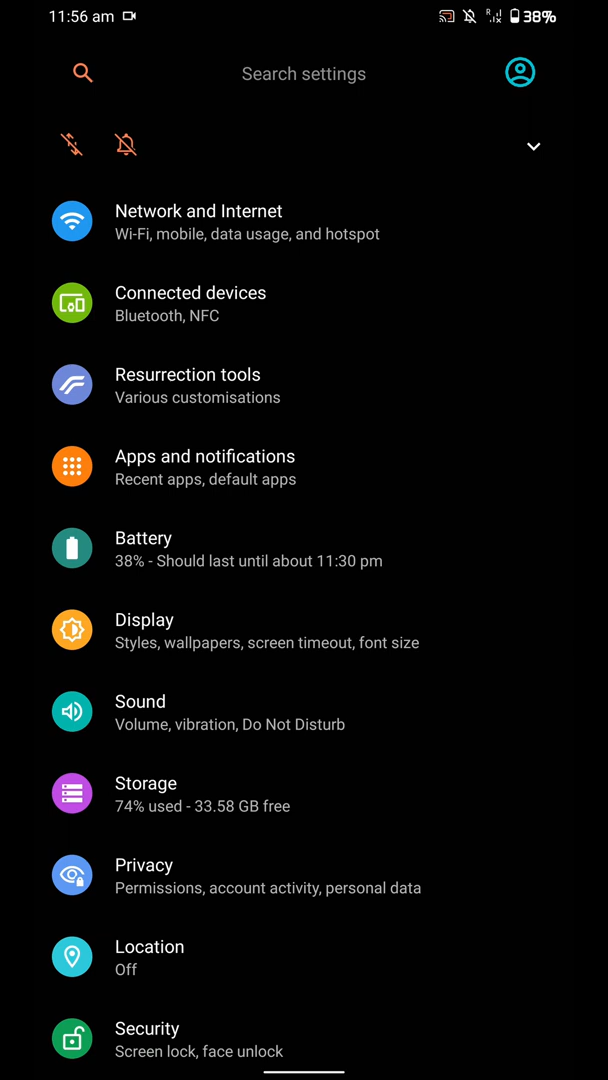 11:56 am
R
38%
Search settings
Network and Internet
Wi-Fi, mobile, data usage, and hotspot
Connected devices
Bluetooth, NFC
Resurrection tools
Various customisations
Apps and notifications
Recent apps, default apps
Battery
38% - Should last until about 11:30 pm
Display
Styles, wallpapers, screen timeout, font size
Sound
Volume, vibration, Do Not Disturb
Storage
74% used - 33.58 GB free
Privacy
Permissions, account activity, personal data
Location
Off
Security
Screen lock, face unlock